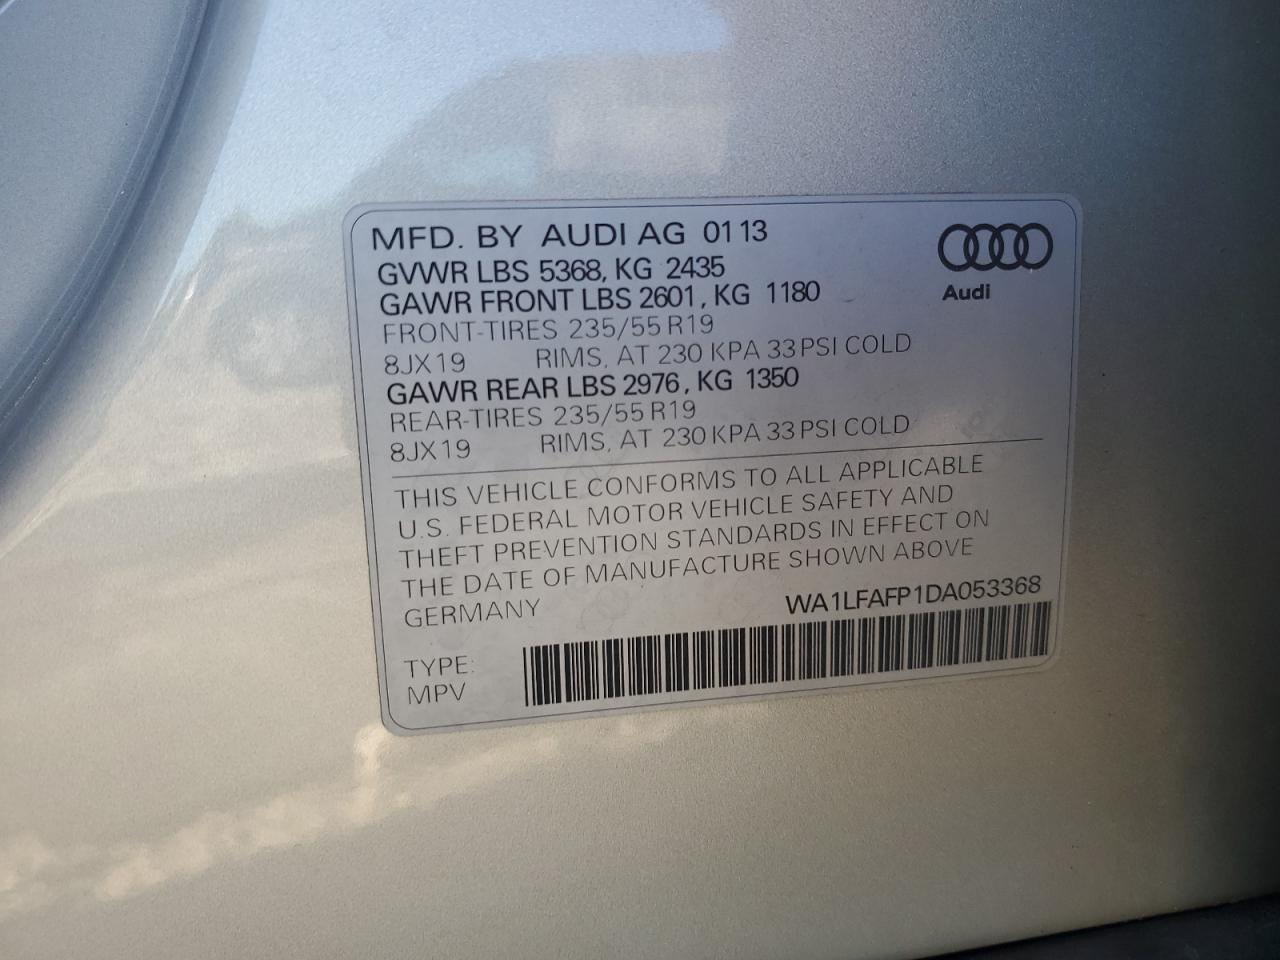 MFD. BY AUDI AG 01 13
GVWR LBS 5368, KG 2435
GAWR FRONT LBS 2601, KG 1180
FRONT-TIRES 235/55 R19
8JX19 RIMS, AT 230 KPA 33 PSI COLD
GAWR REAR LBS 2976, KG 1350
REAR-TIRES 235/55 R19
8JX19 RIMS, AT 230 KPA 33 PSI COLD
Audi
THIS VEHICLE CONFORMS TO ALL APPLICABLE
U.S. FEDERAL MOTOR VEHICLE SAFETY AND
THEFT PREVENTION STANDARDS IN EFFECT ON
THE DATE OF MANUFACTURE SHOWN ABOVE
GERMANY WA1LFAFP1DA053368
TYPE:
MPV